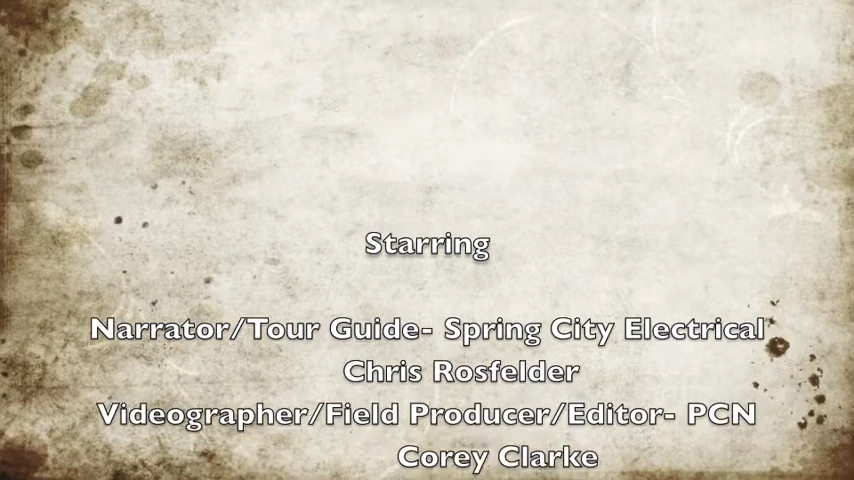 Starring
Narrator/Tour Guide- Spring City Electrical
Chris Rosfelder
Videographer/Field Producer/Editor- PCN
Corey Clarke